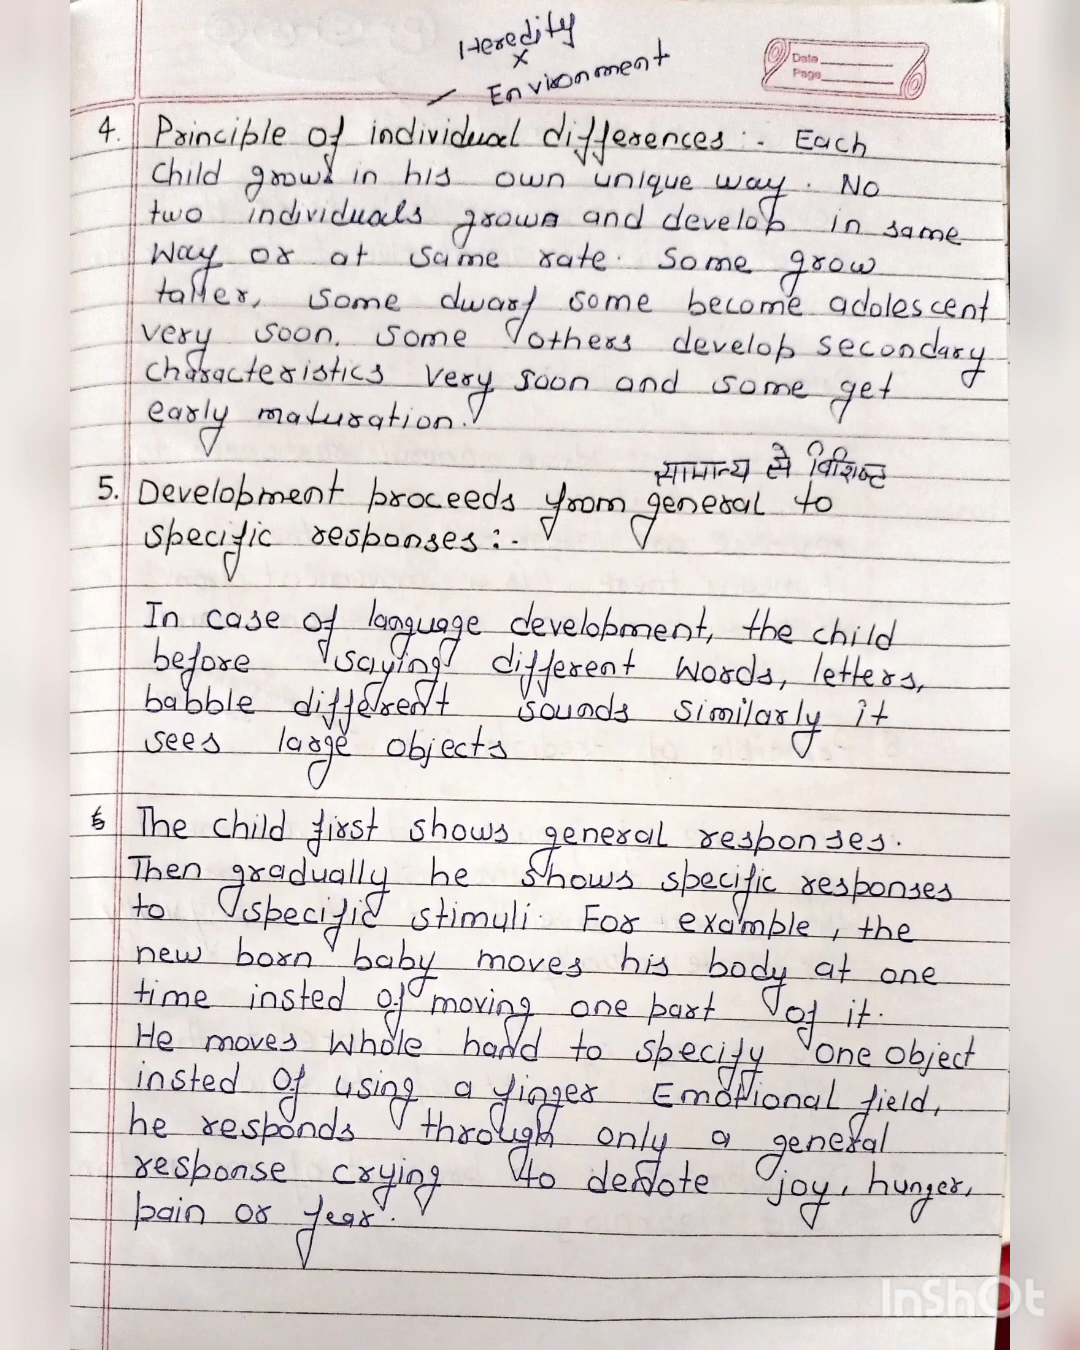 Heredity
×
Environment
Date
Page
4. Principle of individual differences :- Each
child grows in his own unique way. No
two individuals grown and develop in same
way or at same rate. Some grow
taller, some dwarf some become adolescent
very soon. Some others develop secondary
characteristics very soon and some get
early maturation.
सामान्य से विशिष्ट
5. Development proceeds from general to
specific responses :-
In case of language development, the child
before saying different words, letters,
babble different sounds similarly it
sees large objects
The child first shows general responses.
Then gradually he shows specific responses
to specific stimuli. For example, the
new born baby moves his body at one
time insted of moving one part of it.
He moves whole hand to specify one object
insted of using a finger Emotional field,
he responds through only a general
response crying to denote joy, hunger,
pain or fear.
InShOt